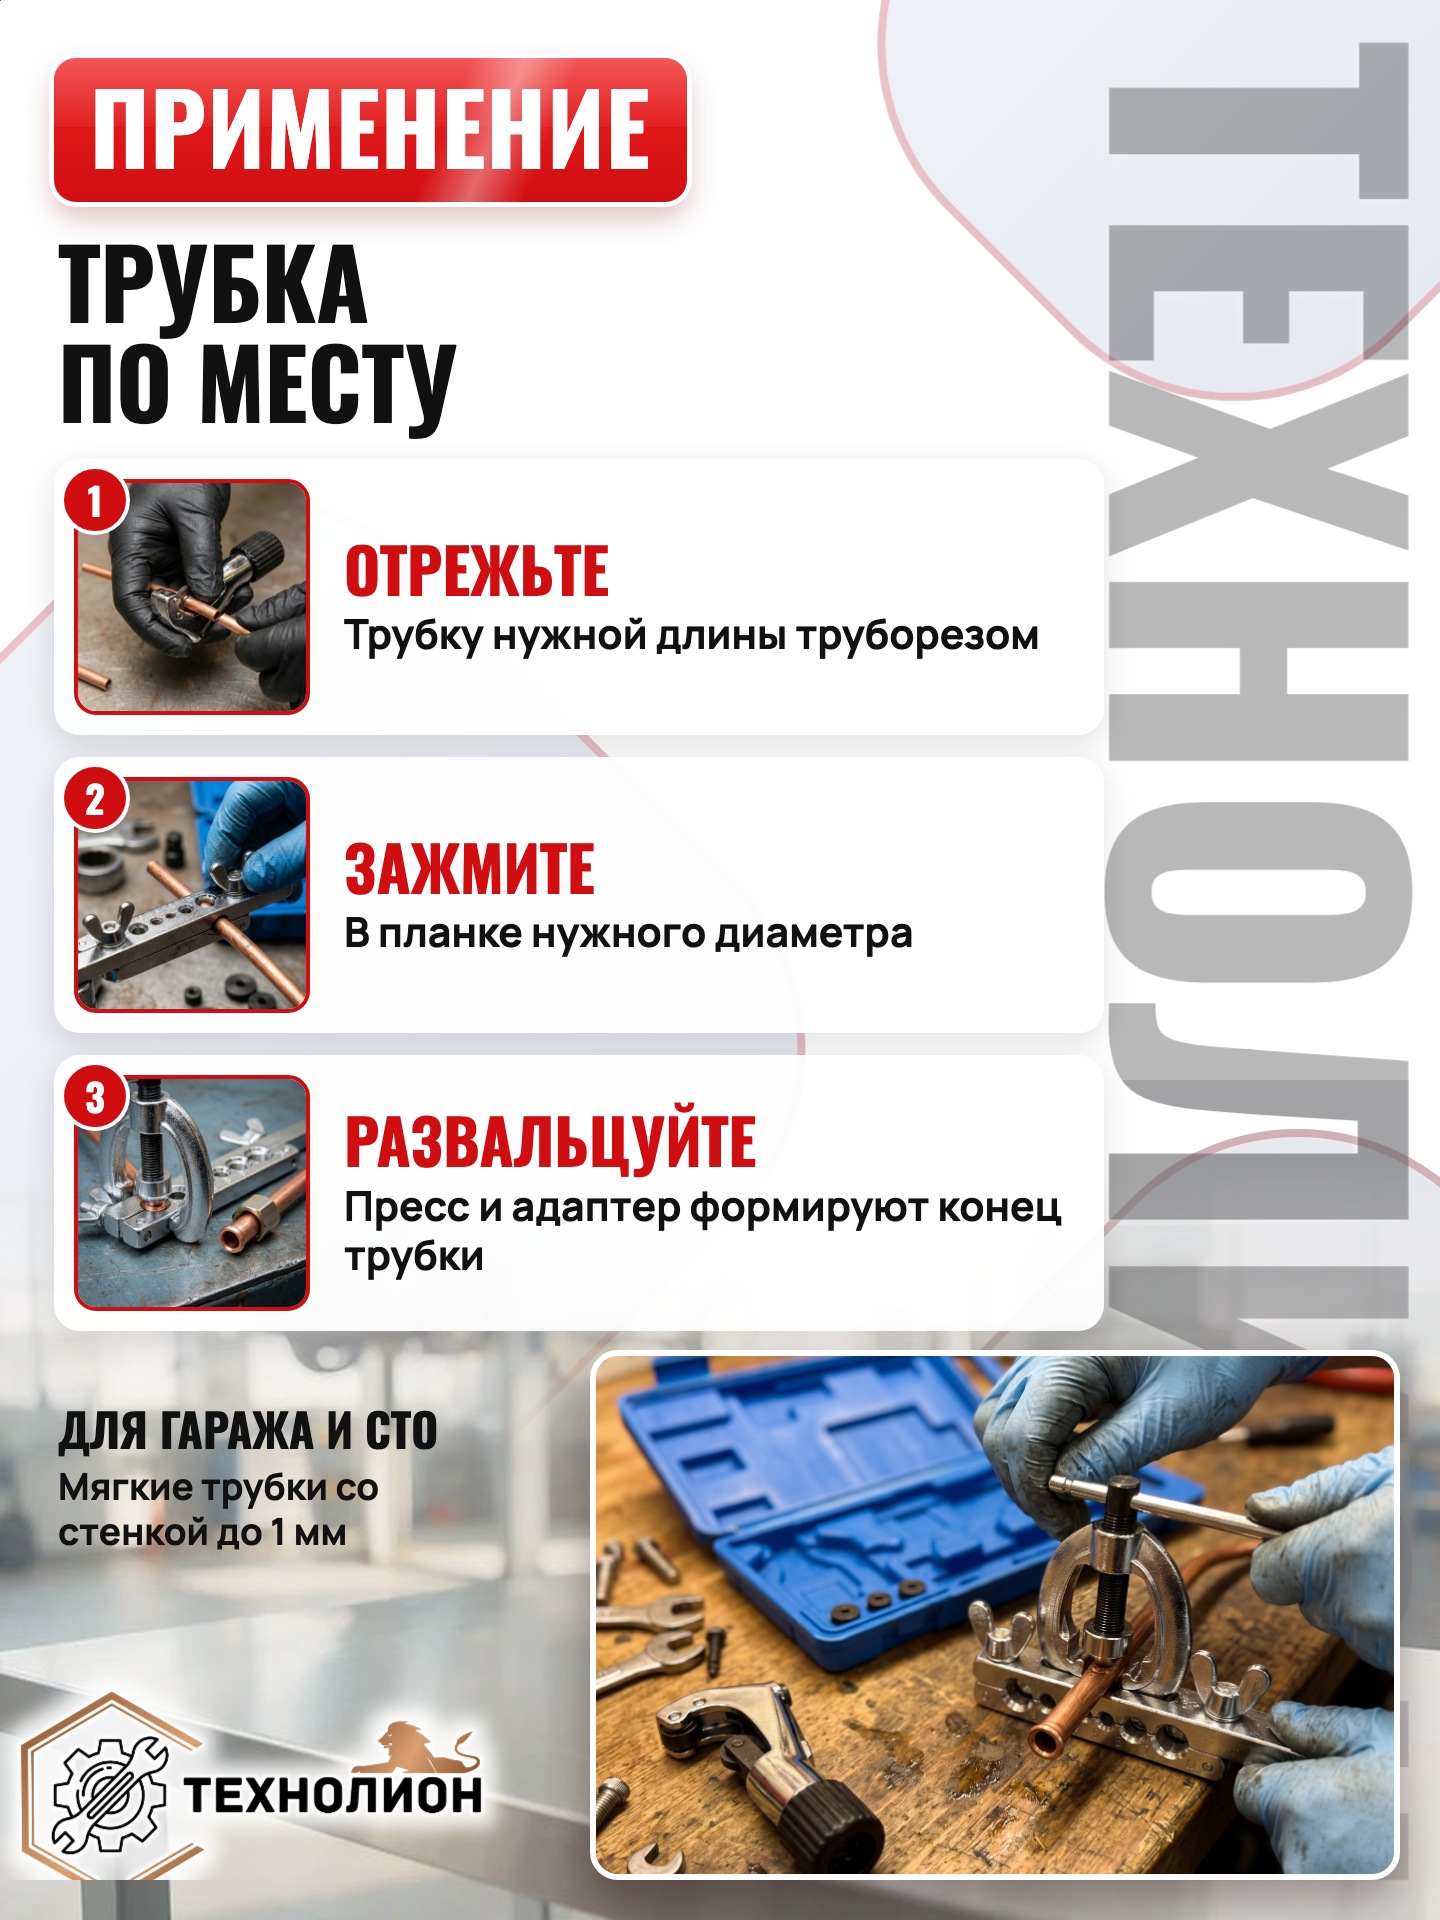 ПРИМЕНЕНИЕ
ТРУБКА
ПО МЕСТУ
1
ОТРЕЖЬТЕ
Трубку нужной длины труборезом
2
ЗАЖМИТЕ
В планке нужного диаметра
3
РАЗВАЛЬЦУЙТЕ
Пресс и адаптер формируют конец
трубки
ДЛЯ ГАРАЖА И СТО
Мягкие трубки со
стенкой до 1 мм
ТЕХНОЛИОН
ТЕХНОЛИ